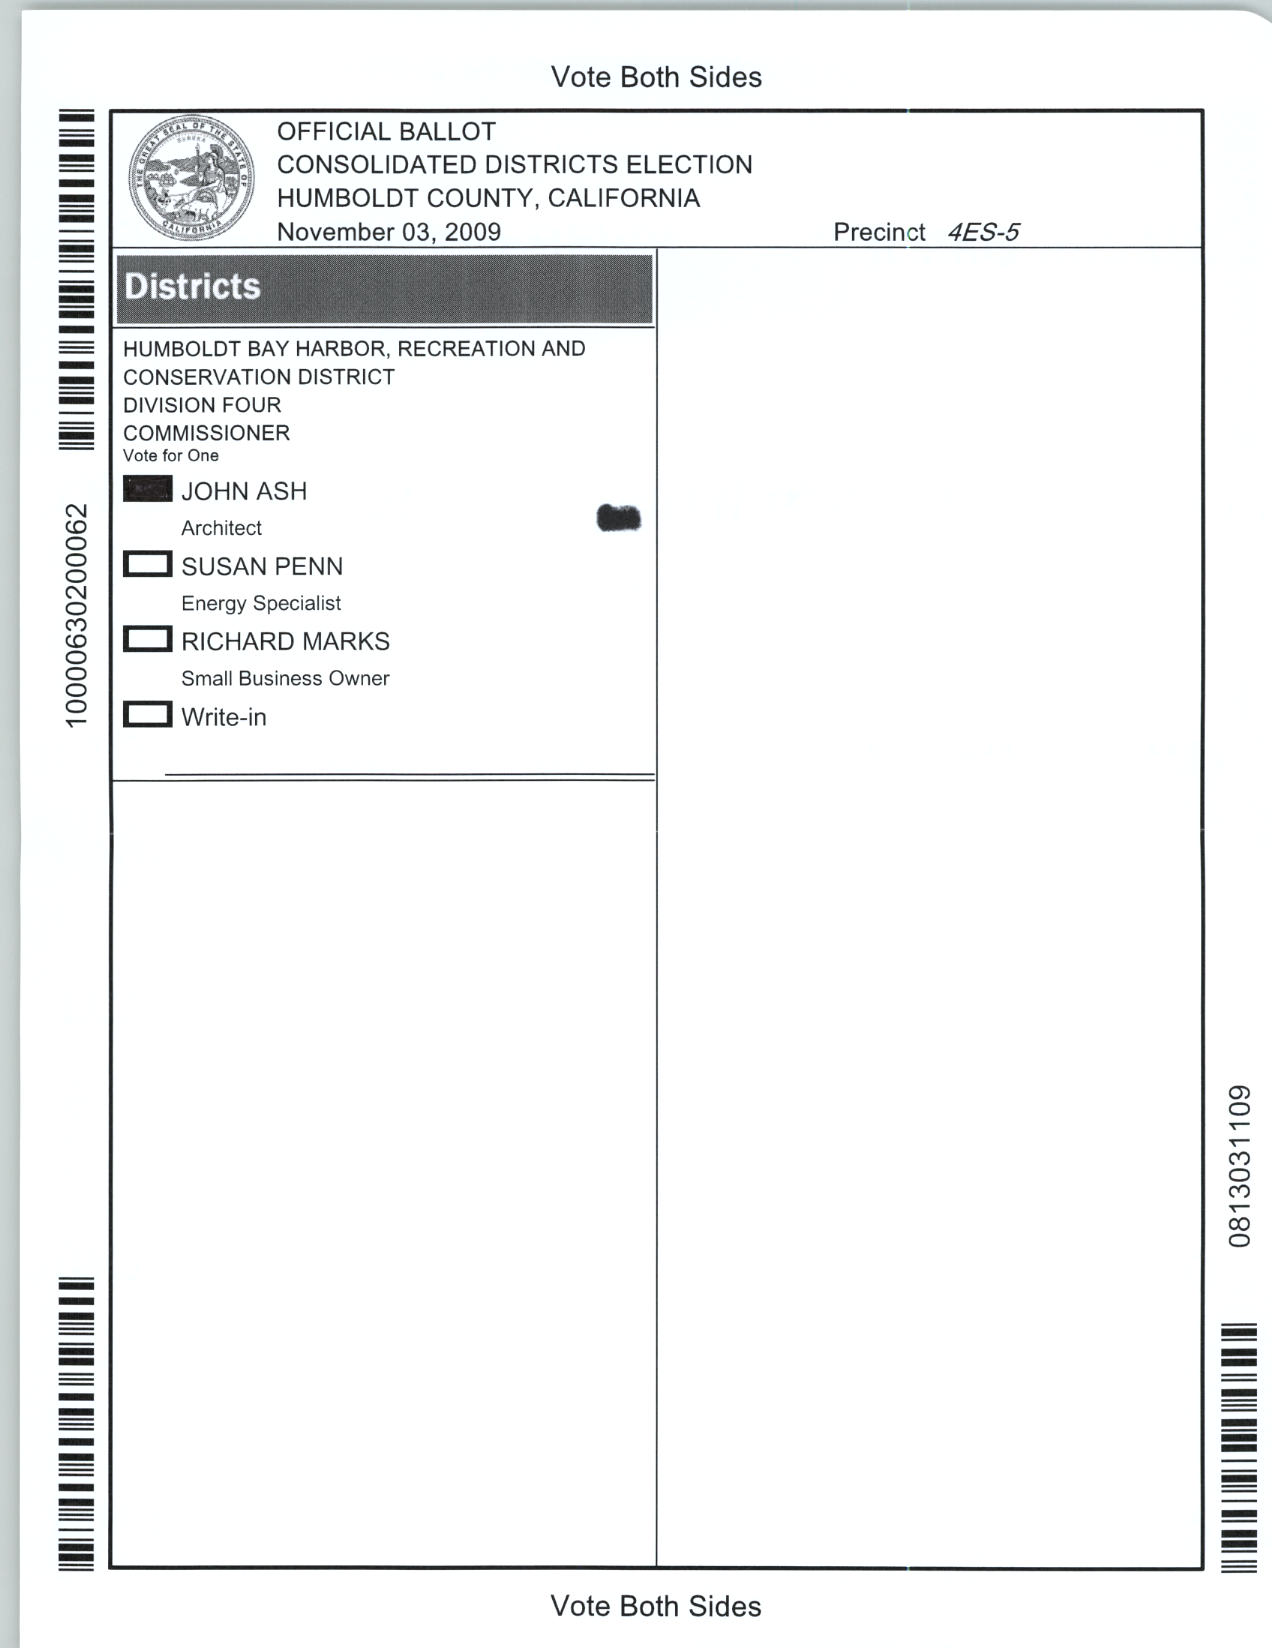 Vote Both Sides
THE GREAT SEAL OF THE STATE OF CALIFORNIA
EUREKA
OFFICIAL BALLOT
CONSOLIDATED DISTRICTS ELECTION
HUMBOLDT COUNTY, CALIFORNIA
November 03, 2009
Precinct 4ES-5
Districts
HUMBOLDT BAY HARBOR, RECREATION AND
CONSERVATION DISTRICT
DIVISION FOUR
COMMISSIONER
Vote for One
JOHN ASH
Architect
SUSAN PENN
Energy Specialist
RICHARD MARKS
Small Business Owner
Write-in
10000630200062
0813031109
Vote Both Sides